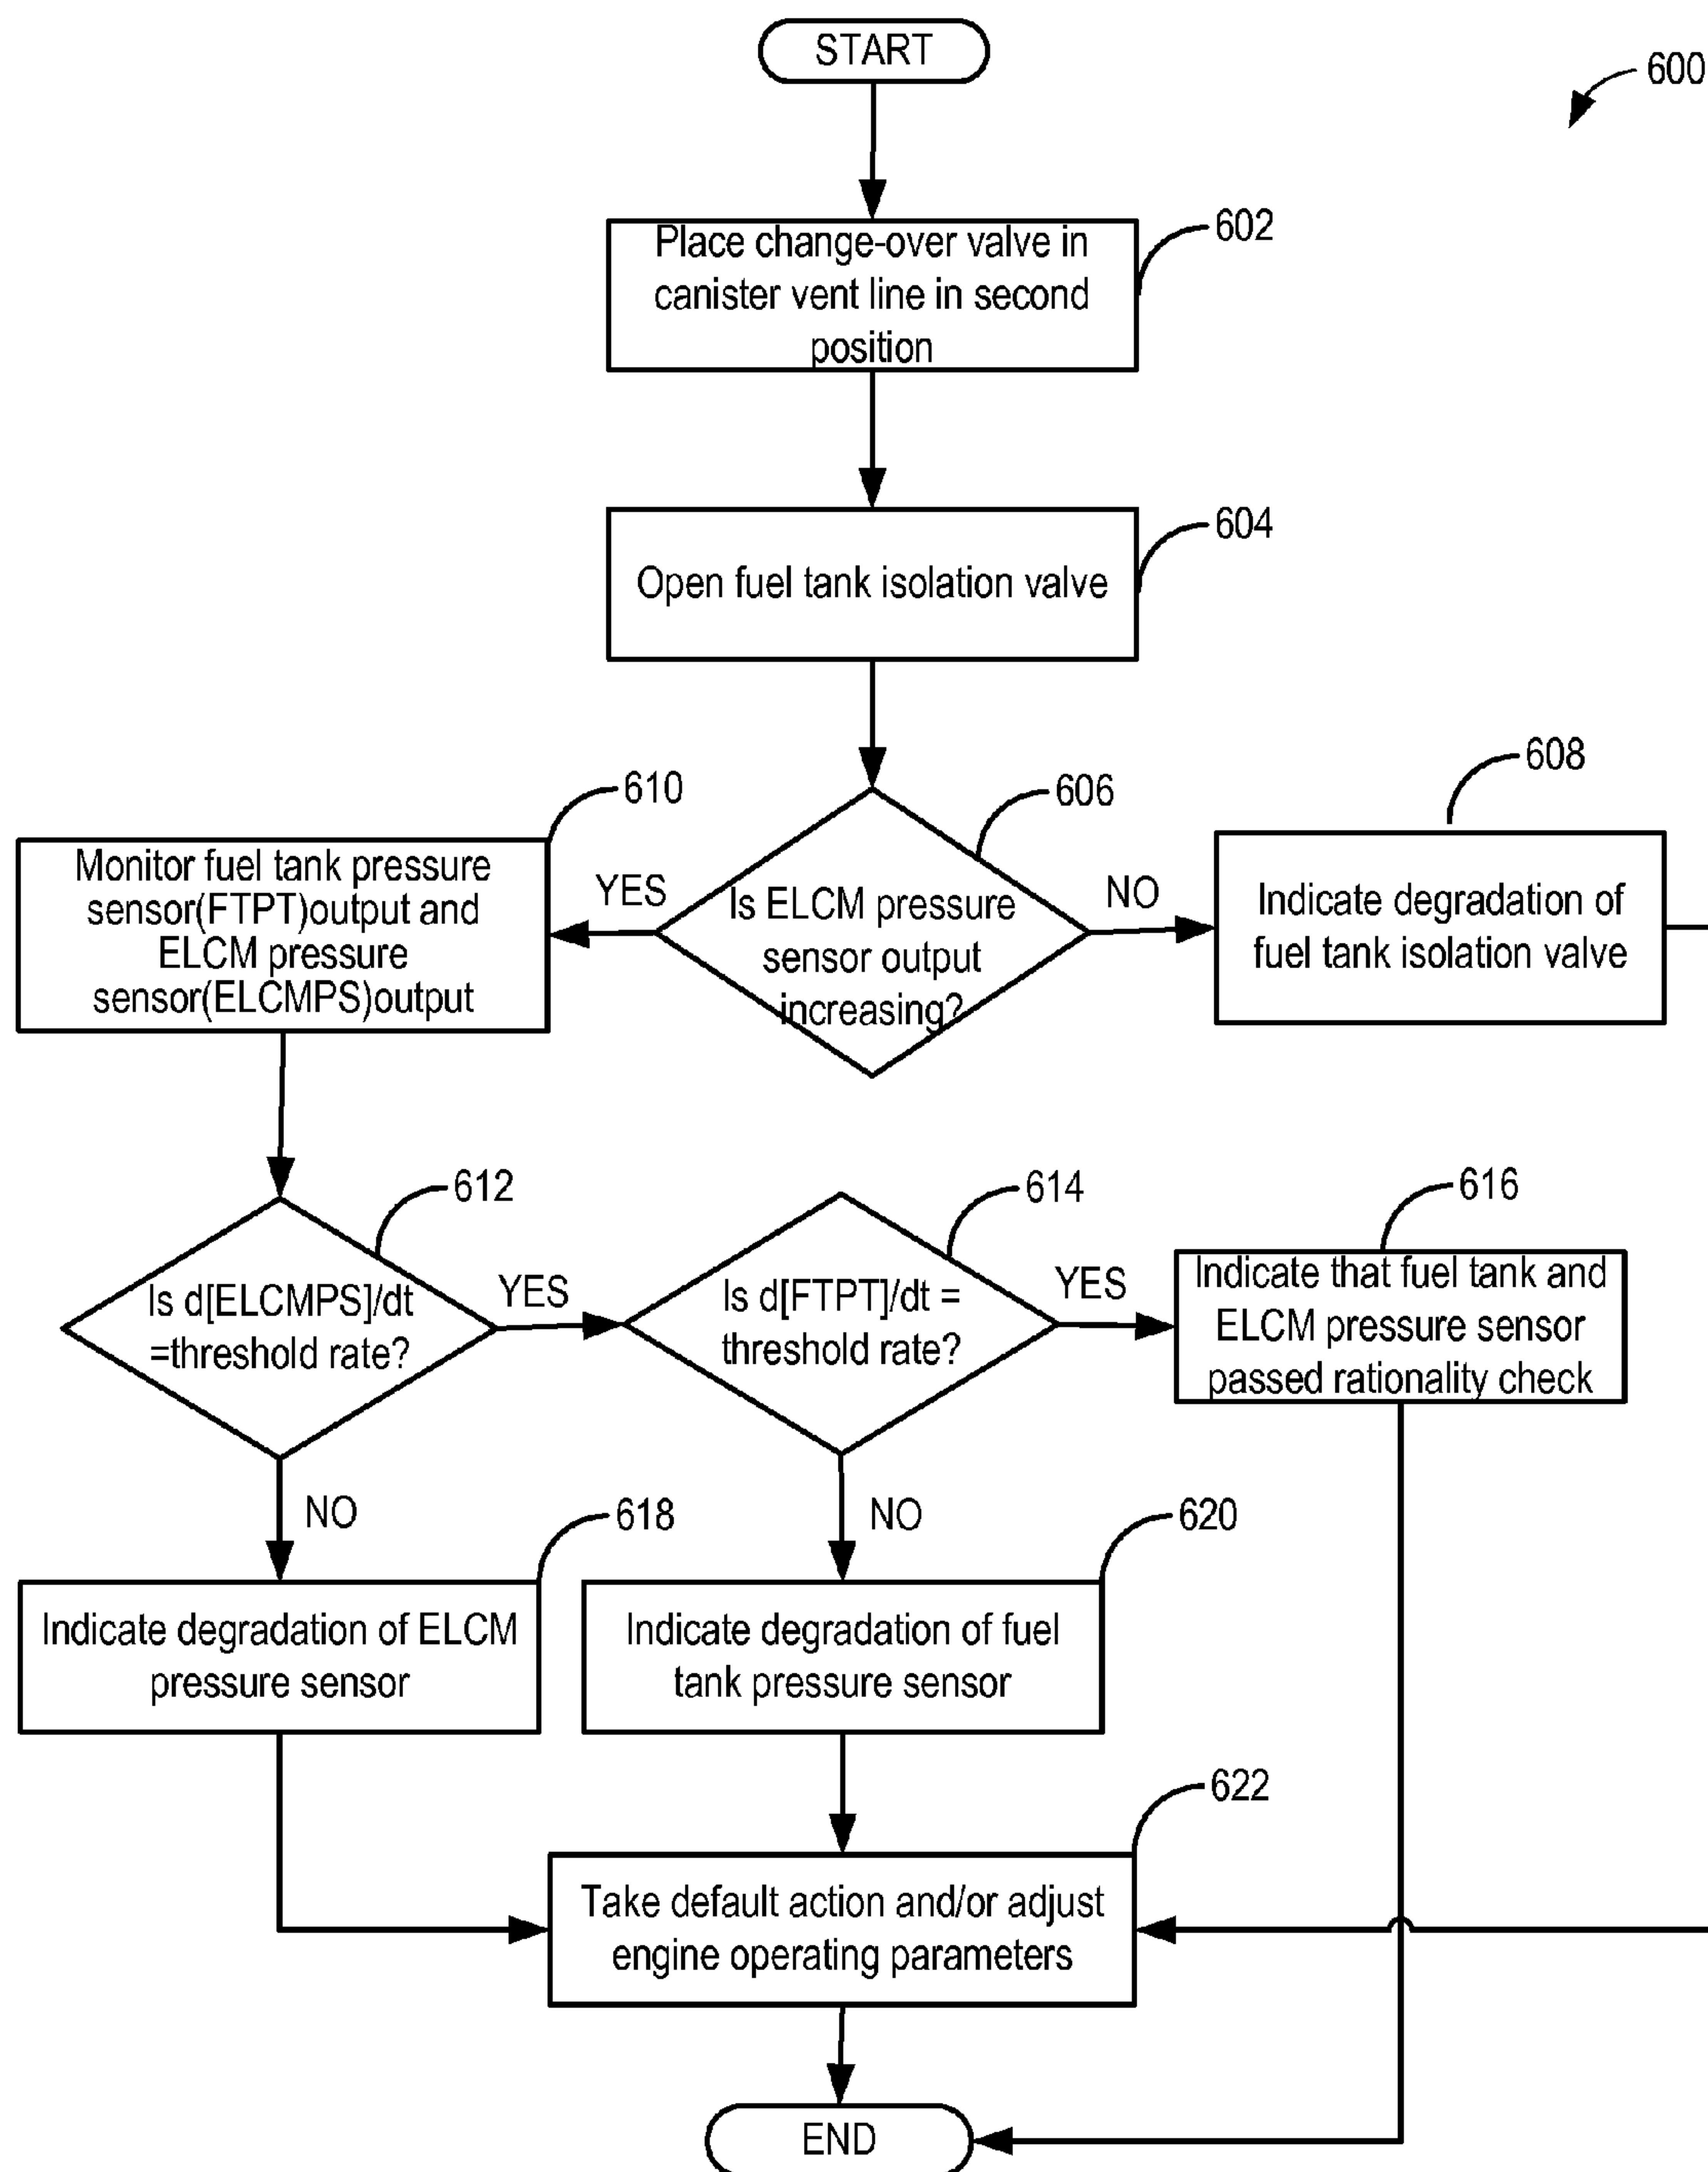 START
600
602
Place change-over valve in
canister vent line in second
position
604
Open fuel tank isolation valve
606
Is ELCM pressure
sensor output
increasing?
YES
NO
608
Indicate degradation of
fuel tank isolation valve
610
Monitor fuel tank pressure
sensor(FTPT)output and
ELCM pressure
sensor(ELCMPS)output
612
Is d[ELCMPS]/dt
=threshold rate?
YES
NO
614
Is d[FTPT]/dt =
threshold rate?
YES
NO
616
Indicate that fuel tank and
ELCM pressure sensor
passed rationality check
618
Indicate degradation of ELCM
pressure sensor
620
Indicate degradation of fuel
tank pressure sensor
622
Take default action and/or adjust
engine operating parameters
END